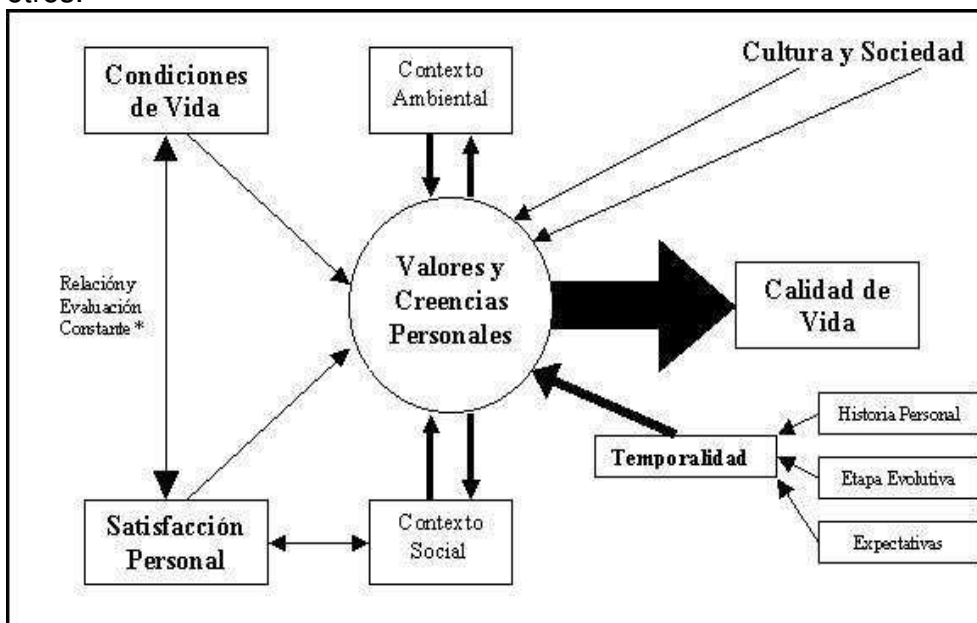 Condiciones
de Vida
Contexto
Ambiental
Cultura y Sociedad
Relación y
Evaluación
Constante *
Valores y
Creencias
Personales
Calidad de
Vida
Historia Personal
Temporalidad
Etapa Evolutiva
Expectativas
Satisfacción
Personal
Contexto
Social